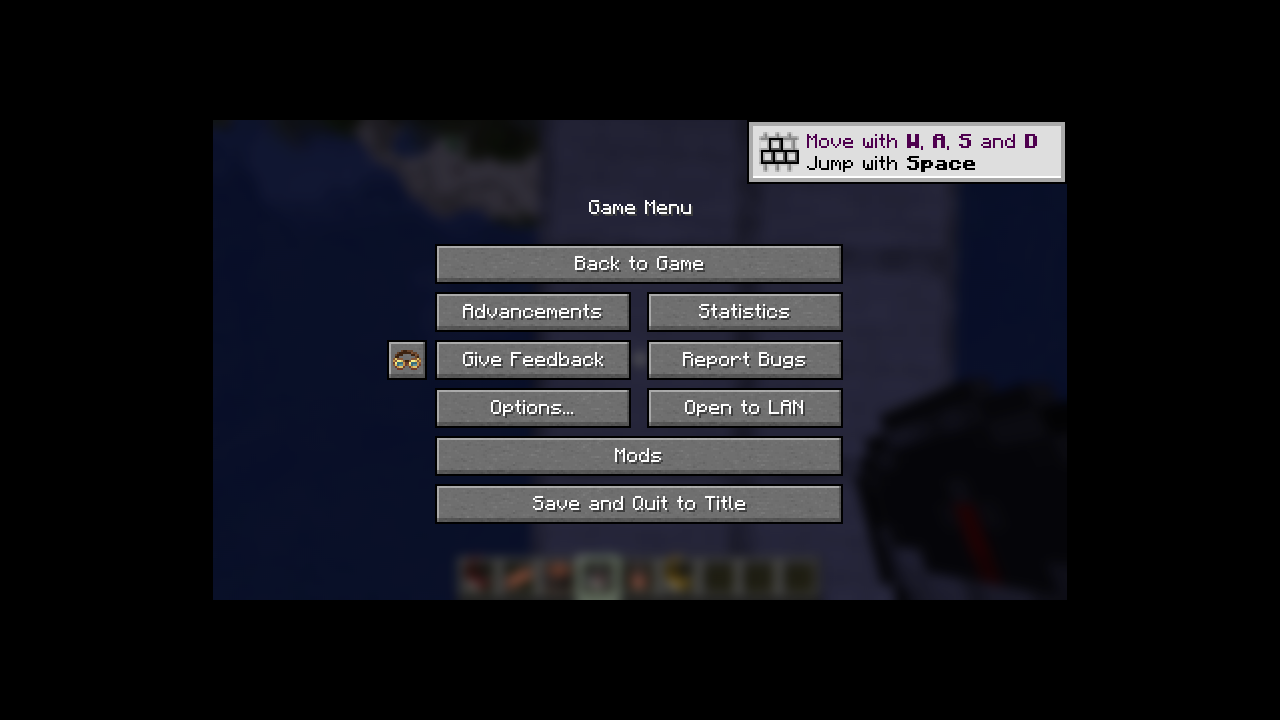 Move with W, A, S and D
Jump with Space
Game Menu
Back to Game
Advancements
Statistics
Give Feedback
Report Bugs
Options...
Open to LAN
Mods
Save and Quit to Title